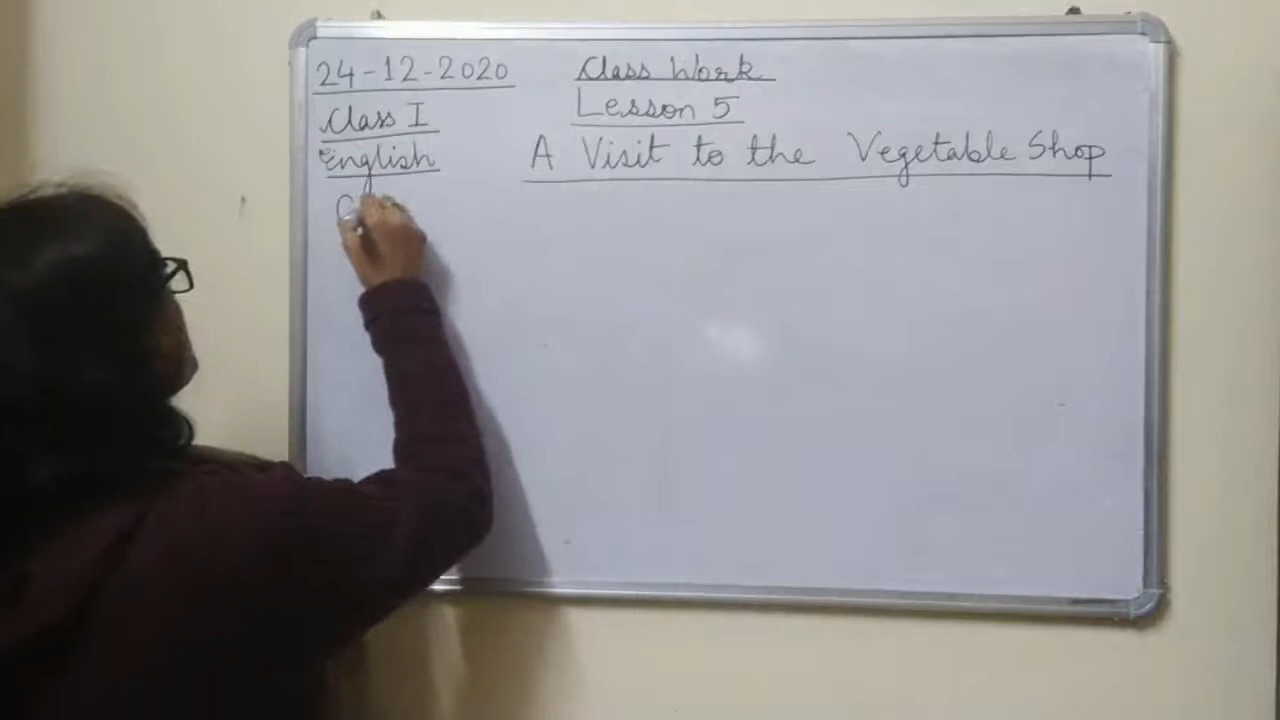 24-12-2020 Class Work
Class I Lesson 5
English A Visit to the Vegetable Shop